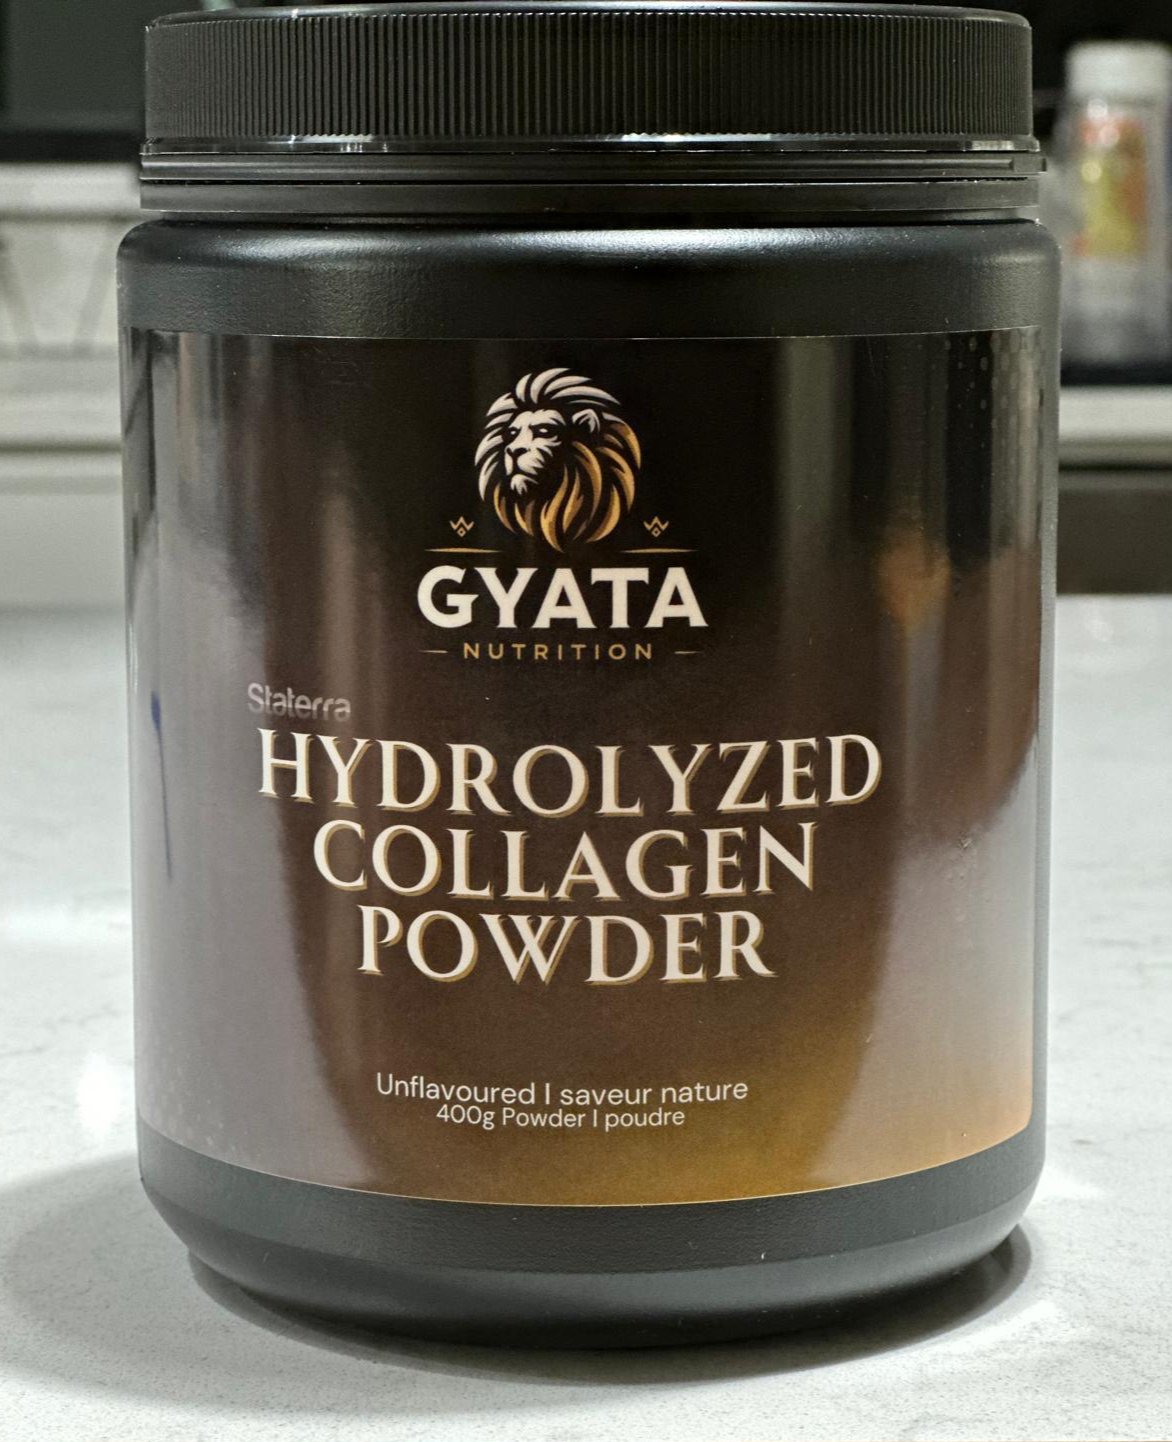 GYATA
NUTRITION
Staterra
HYDROLYZED
COLLAGEN
POWDER
Unflavoured | saveur nature
400g Powder | poudre